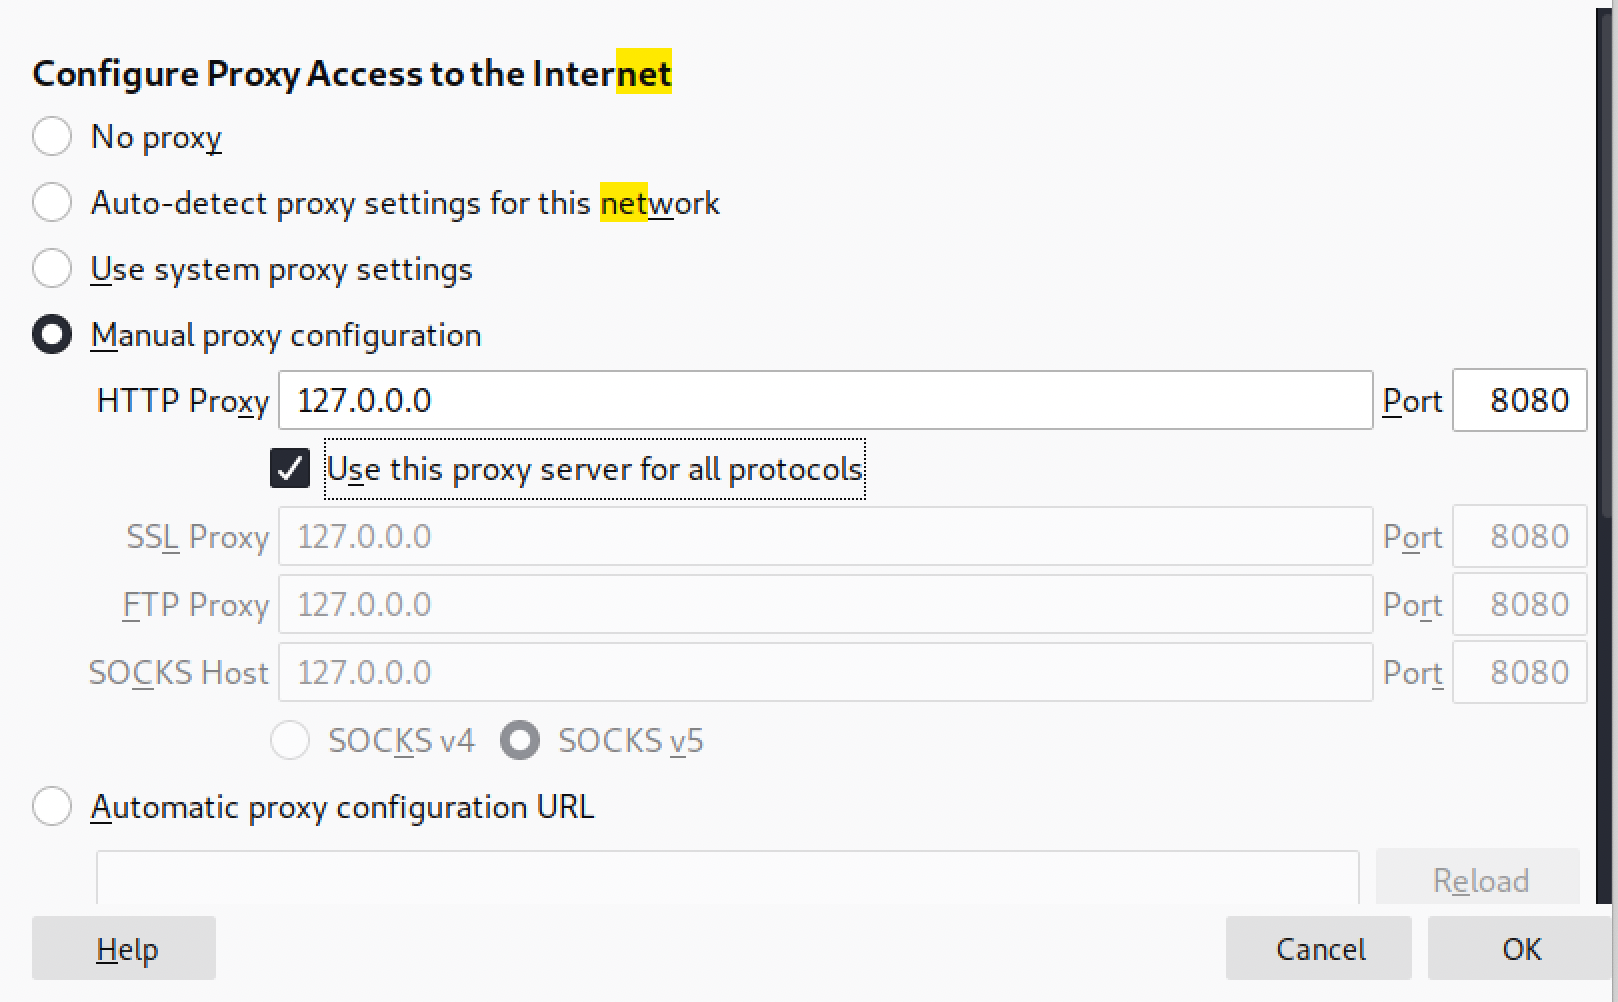 Configure Proxy Access to the Internet
No proxy
Auto-detect proxy settings for this network
Use system proxy settings
Manual proxy configuration
HTTP Proxy 127.0.0.0 Port 8080
Use this proxy server for all protocols
SSL Proxy 127.0.0.0 Port 8080
FTP Proxy 127.0.0.0 Port 8080
SOCKS Host 127.0.0.0 Port 8080
SOCKS v4 SOCKS v5
Automatic proxy configuration URL
Reload
Help Cancel OK